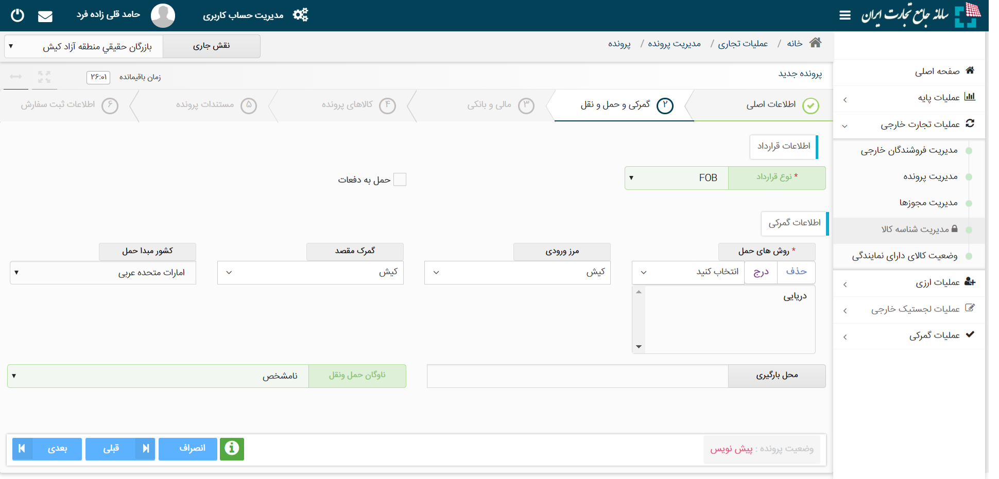 سامانه جامع تجارت ایران
مدیریت حساب کاربری
حامد قلی زاده فرد
خانه / عملیات تجاری / مدیریت پرونده / پرونده
نقش جاری
بازرگان حقيقي منطقه آزاد کیش
پرونده جدید
زمان باقیمانده
۲۶:۰۱
اطلاعات اصلی
۲ گمرکی و حمل و نقل
۳ مالی و بانکی
۴ کالاهای پرونده
۵ مستندات پرونده
۶ اطلاعات ثبت سفارش
صفحه اصلی
عملیات پایه
عملیات تجارت خارجی
مدیریت فروشندگان خارجی
مدیریت پرونده
مدیریت مجوزها
مدیریت شناسه کالا
وضعیت کالای دارای نمایندگی
عملیات ارزی
عملیات لجستیک خارجی
عملیات گمرکی
اطلاعات قرارداد
* نوع قرارداد
FOB
حمل به دفعات
اطلاعات گمرکی
* روش های حمل
مرز ورودی
گمرک مقصد
کشور مبدا حمل
حذف
درج
انتخاب کنید
کیش
کیش
امارات متحده عربی
دریایی
محل بارگیری
ناوگان حمل ونقل
نامشخص
وضعیت پرونده : پیش نویس
انصراف
قبلی
بعدی